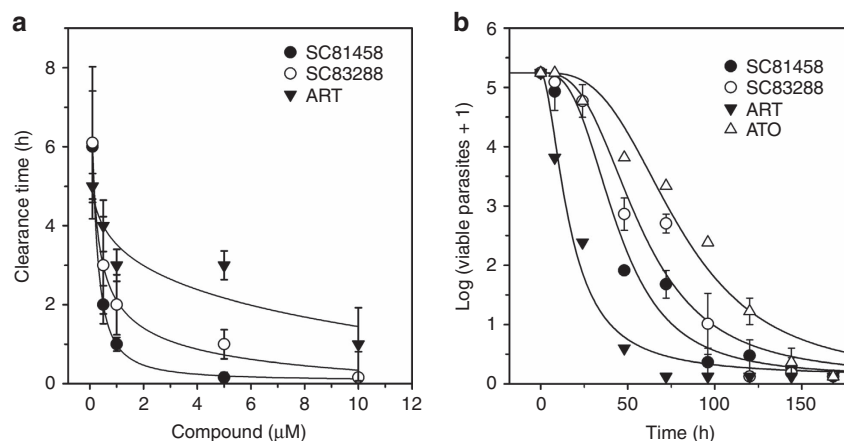 a
SC81458
SC83288
ART
Clearance time (h)
8
6
4
2
0
0 2 4 6 8 10 12
Compound (μM)
b
SC81458
SC83288
ART
ATO
Log (viable parasites + 1)
6
5
4
3
2
1
0
0 50 100 150
Time (h)